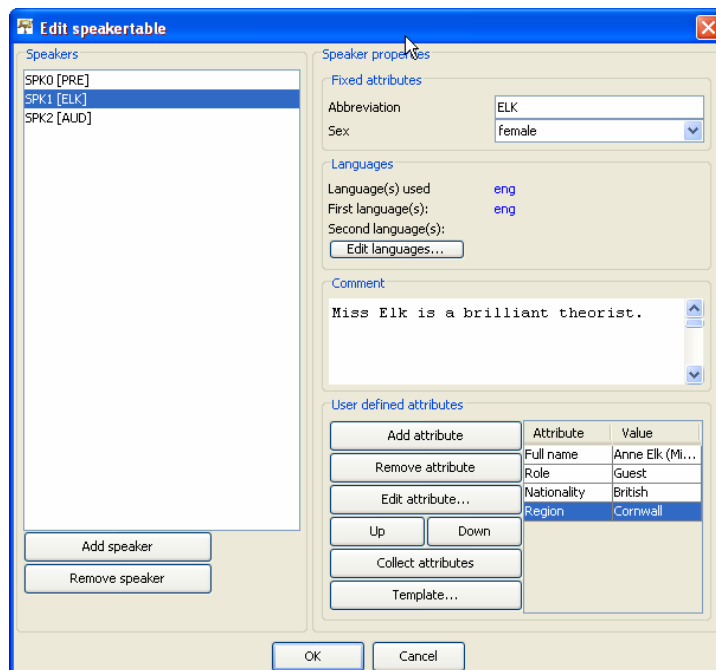 Edit speakertable
Speakers
SPK0 [PRE]
SPK1 [ELK]
SPK2 [AUD]
Add speaker
Remove speaker
Speaker properties
Fixed attributes
Abbreviation ELK
Sex female
Languages
Language(s) used eng
First language(s): eng
Second language(s):
Edit languages...
Comment
Miss Elk is a brilliant theorist.
User defined attributes
Add attribute
Remove attribute
Edit attribute...
Up Down
Collect attributes
Template...
Attribute Value
Full name Anne Elk (Mi...
Role Guest
Nationality British
Region Cornwall
OK Cancel